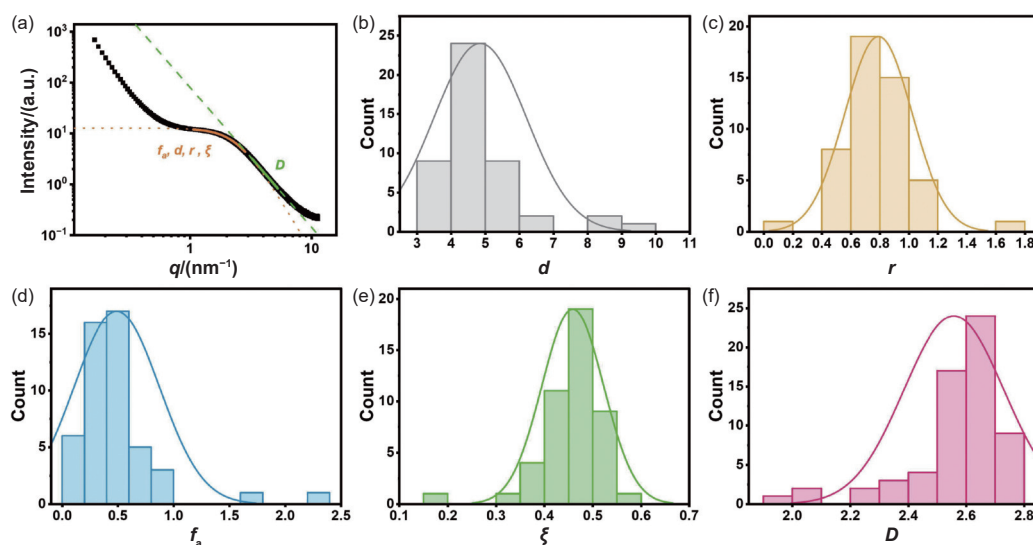 (a)
10³
10²
10¹
10⁰
10⁻¹
Intensity/(a.u.)
fₐ, d, r, ξ
D
1
10
q/(nm⁻¹)
(b)
25
20
15
10
5
0
Count
3 4 5 6 7 8 9 10 11
d
(c)
20
15
10
5
0
Count
0.0 0.2 0.4 0.6 0.8 1.0 1.2 1.4 1.6 1.8
r
(d)
15
10
5
0
Count
0.0 0.5 1.0 1.5 2.0 2.5
fₐ
(e)
20
15
10
5
0
Count
0.1 0.2 0.3 0.4 0.5 0.6 0.7
ξ
(f)
25
20
15
10
5
0
Count
2.0 2.2 2.4 2.6 2.8
D